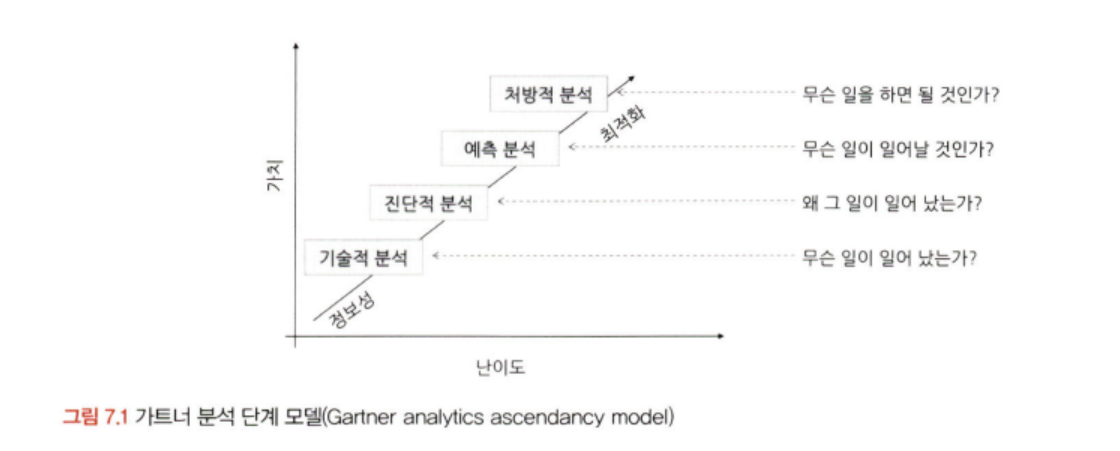 처방적 분석
무슨 일을 하면 될 것인가?
최적화
예측 분석
무슨 일이 일어날 것인가?
가치
진단적 분석
왜 그 일이 일어 났는가?
기술적 분석
무슨 일이 일어 났는가?
정보성
난이도
그림 7.1 가트너 분석 단계 모델(Gartner analytics ascendancy model)